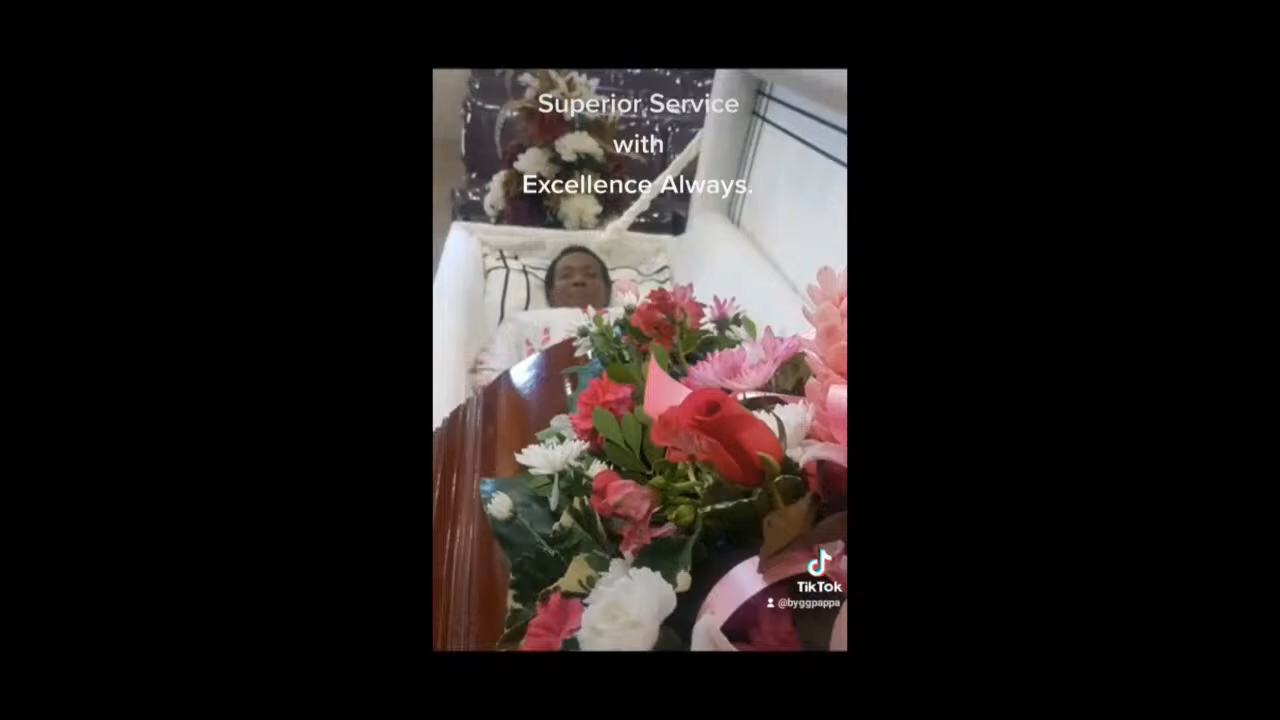 Superior Service
with
Excellence Always.
TikTok
@byggpappa